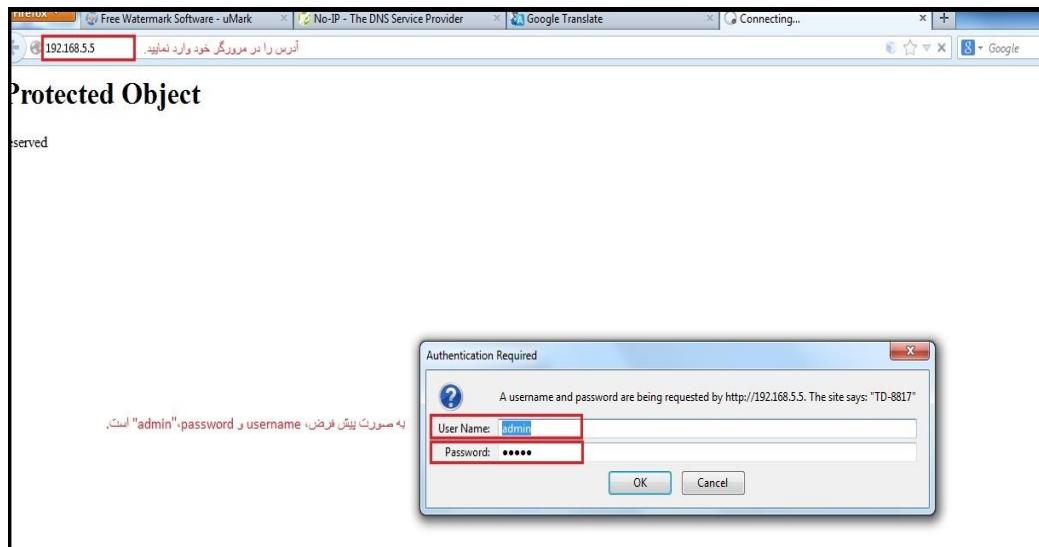 Firefox
Free Watermark Software - uMark
No-IP - The DNS Service Provider
Google Translate
Connecting...
192.168.5.5
آدرس را در مرورگر خود وارد نمایید.
Google
Protected Object
eserved
Authentication Required
A username and password are being requested by http://192.168.5.5. The site says: "TD-8817"
به صورت پیش فرض، username و password،"admin" است.
User Name: admin
Password: •••••
OK Cancel